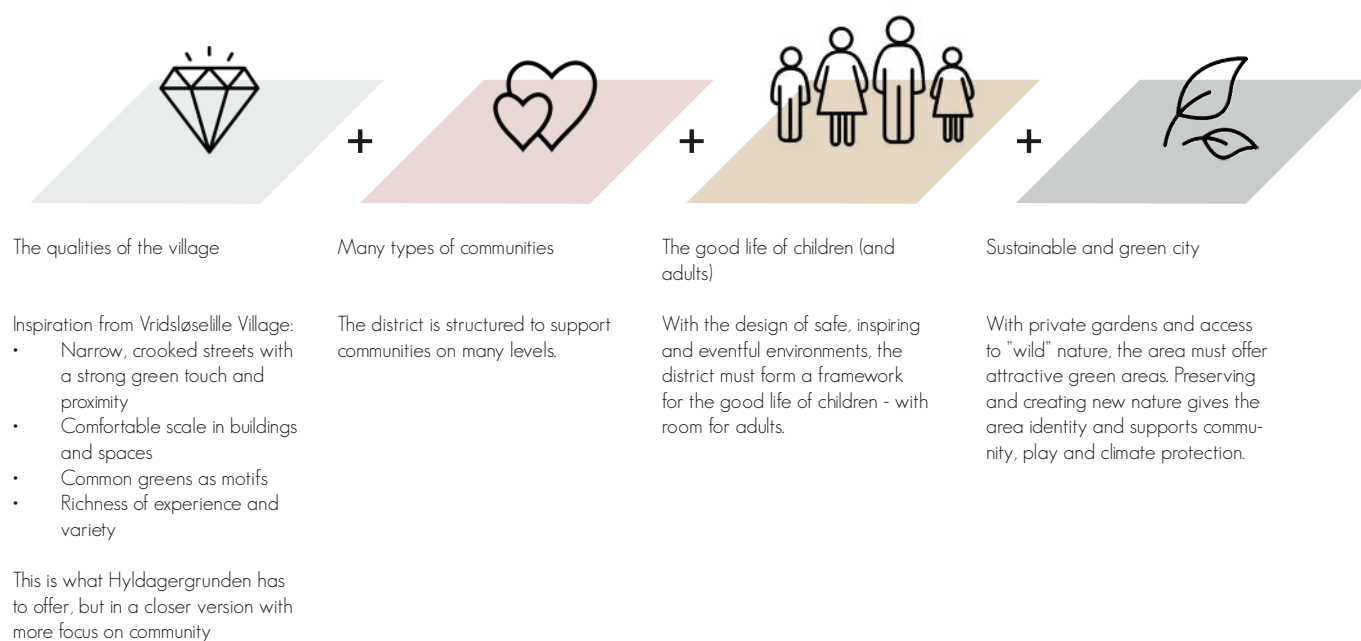 +
+
+
The qualities of the village
Inspiration from Vridsløselille Village:
• Narrow, crooked streets with
a strong green touch and
proximity
• Comfortable scale in buildings
and spaces
• Common greens as motifs
• Richness of experience and
variety
This is what Hyldagergrunden has
to offer, but in a closer version with
more focus on community
Many types of communities
The district is structured to support
communities on many levels.
The good life of children (and
adults)
With the design of safe, inspiring
and eventful environments, the
district must form a framework
for the good life of children - with
room for adults.
Sustainable and green city
With private gardens and access
to "wild" nature, the area must offer
attractive green areas. Preserving
and creating new nature gives the
area identity and supports commu-
nity, play and climate protection.